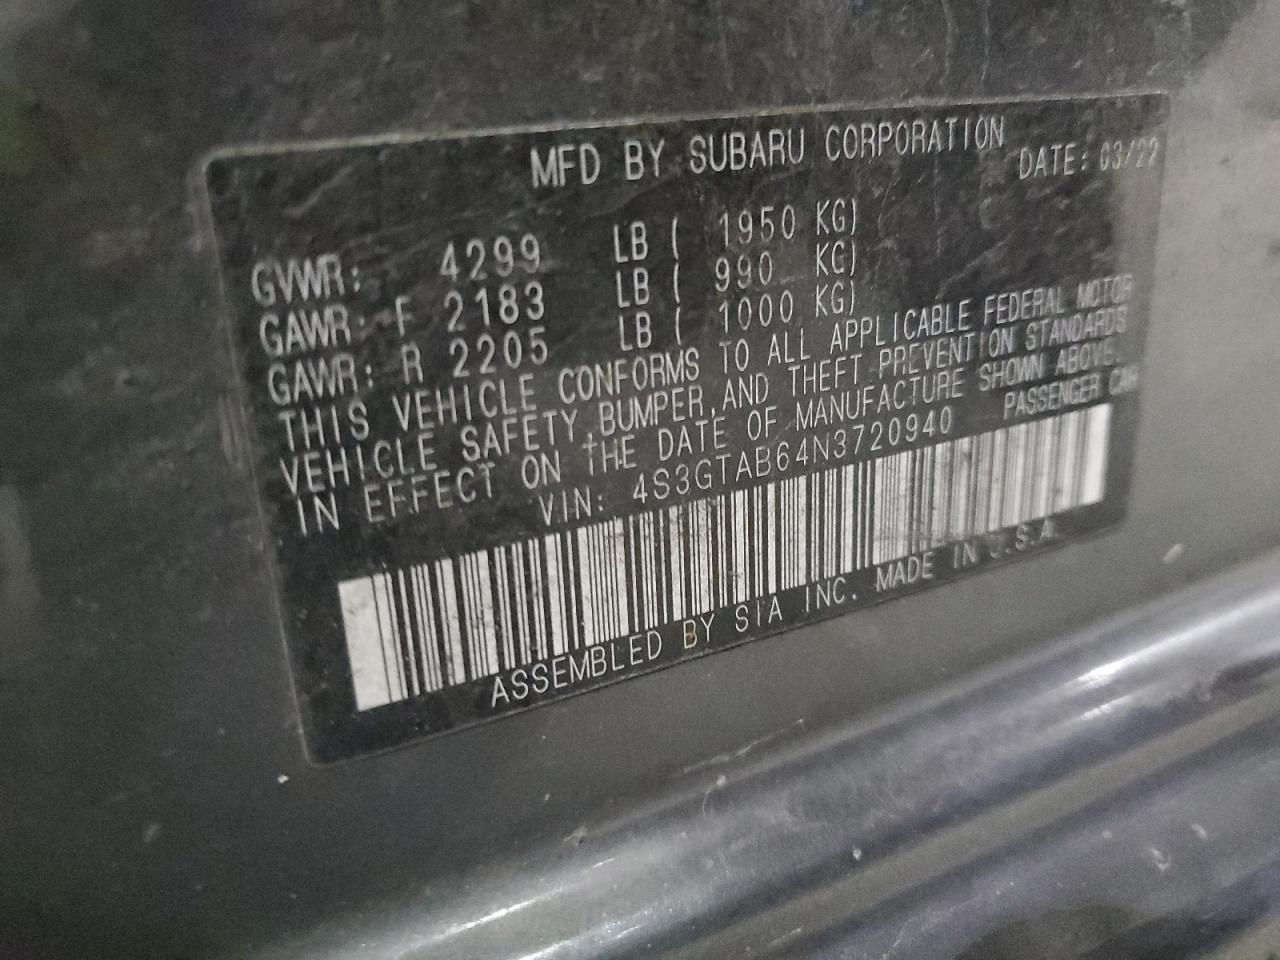 MFD BY SUBARU CORPORATION
DATE: 03/22
GVWR: 4299 LB ( 1950 KG)
GAWR: F 2183 LB ( 990 KG)
GAWR: R 2205 LB ( 1000 KG)
THIS VEHICLE CONFORMS TO ALL APPLICABLE FEDERAL MOTOR
VEHICLE SAFETY, BUMPER, AND THEFT PREVENTION STANDARDS
IN EFFECT ON THE DATE OF MANUFACTURE SHOWN ABOVE.
VIN: 4S3GTAB64N3720940 PASSENGER CAR
ASSEMBLED BY SIA INC. MADE IN U.S.A.